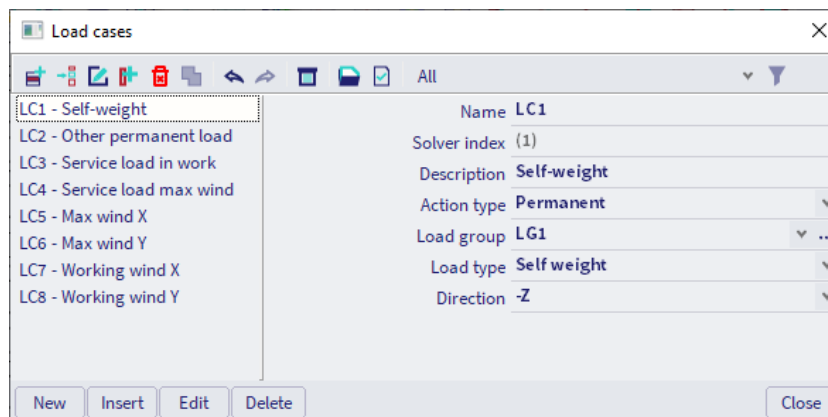 Load cases
All
LC1 - Self-weight
LC2 - Other permanent load
LC3 - Service load in work
LC4 - Service load max wind
LC5 - Max wind X
LC6 - Max wind Y
LC7 - Working wind X
LC8 - Working wind Y
Name LC1
Solver index (1)
Description Self-weight
Action type Permanent
Load group LG1 ..
Load type Self weight
Direction -Z
New Insert Edit Delete Close